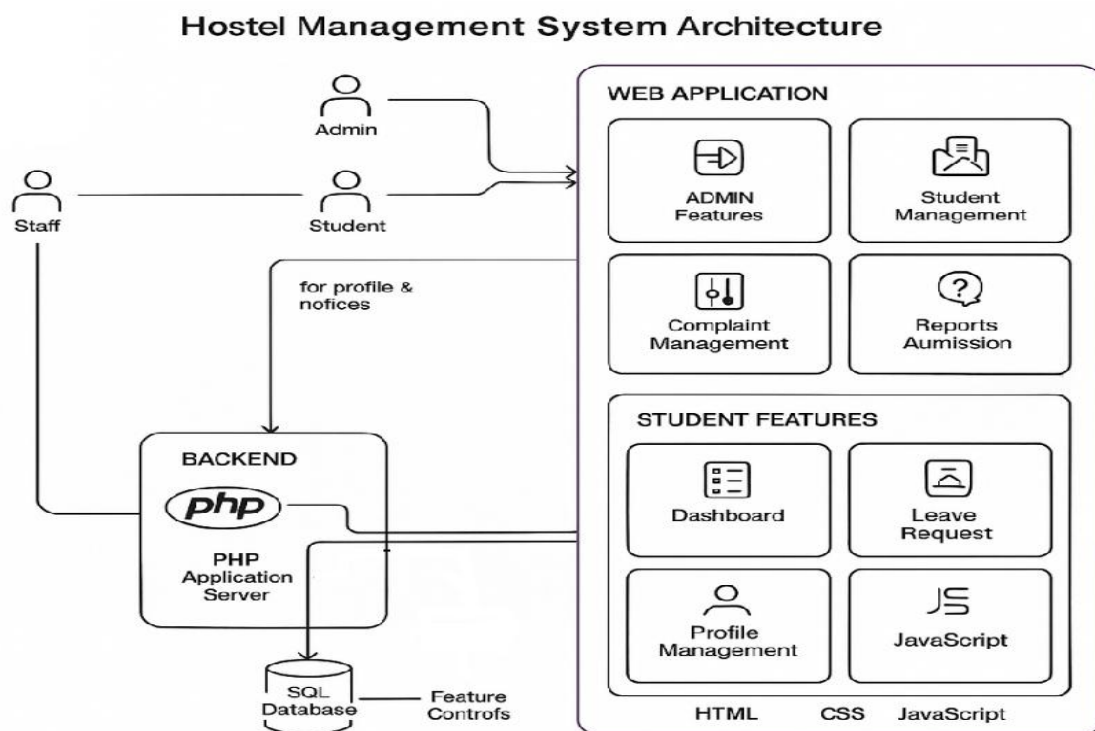 Hostel Management System Architecture
Admin
Staff
Student
for profile &
notices
BACKEND
php
PHP
Application
Server
SQL
Database
Feature
Controfs
WEB APPLICATION
ADMIN
Features
Student
Management
Complaint
Management
?
Reports
Aumission
STUDENT FEATURES
Dashboard
Leave
Request
Profile
Management
JS
JavaScript
HTML CSS JavaScript